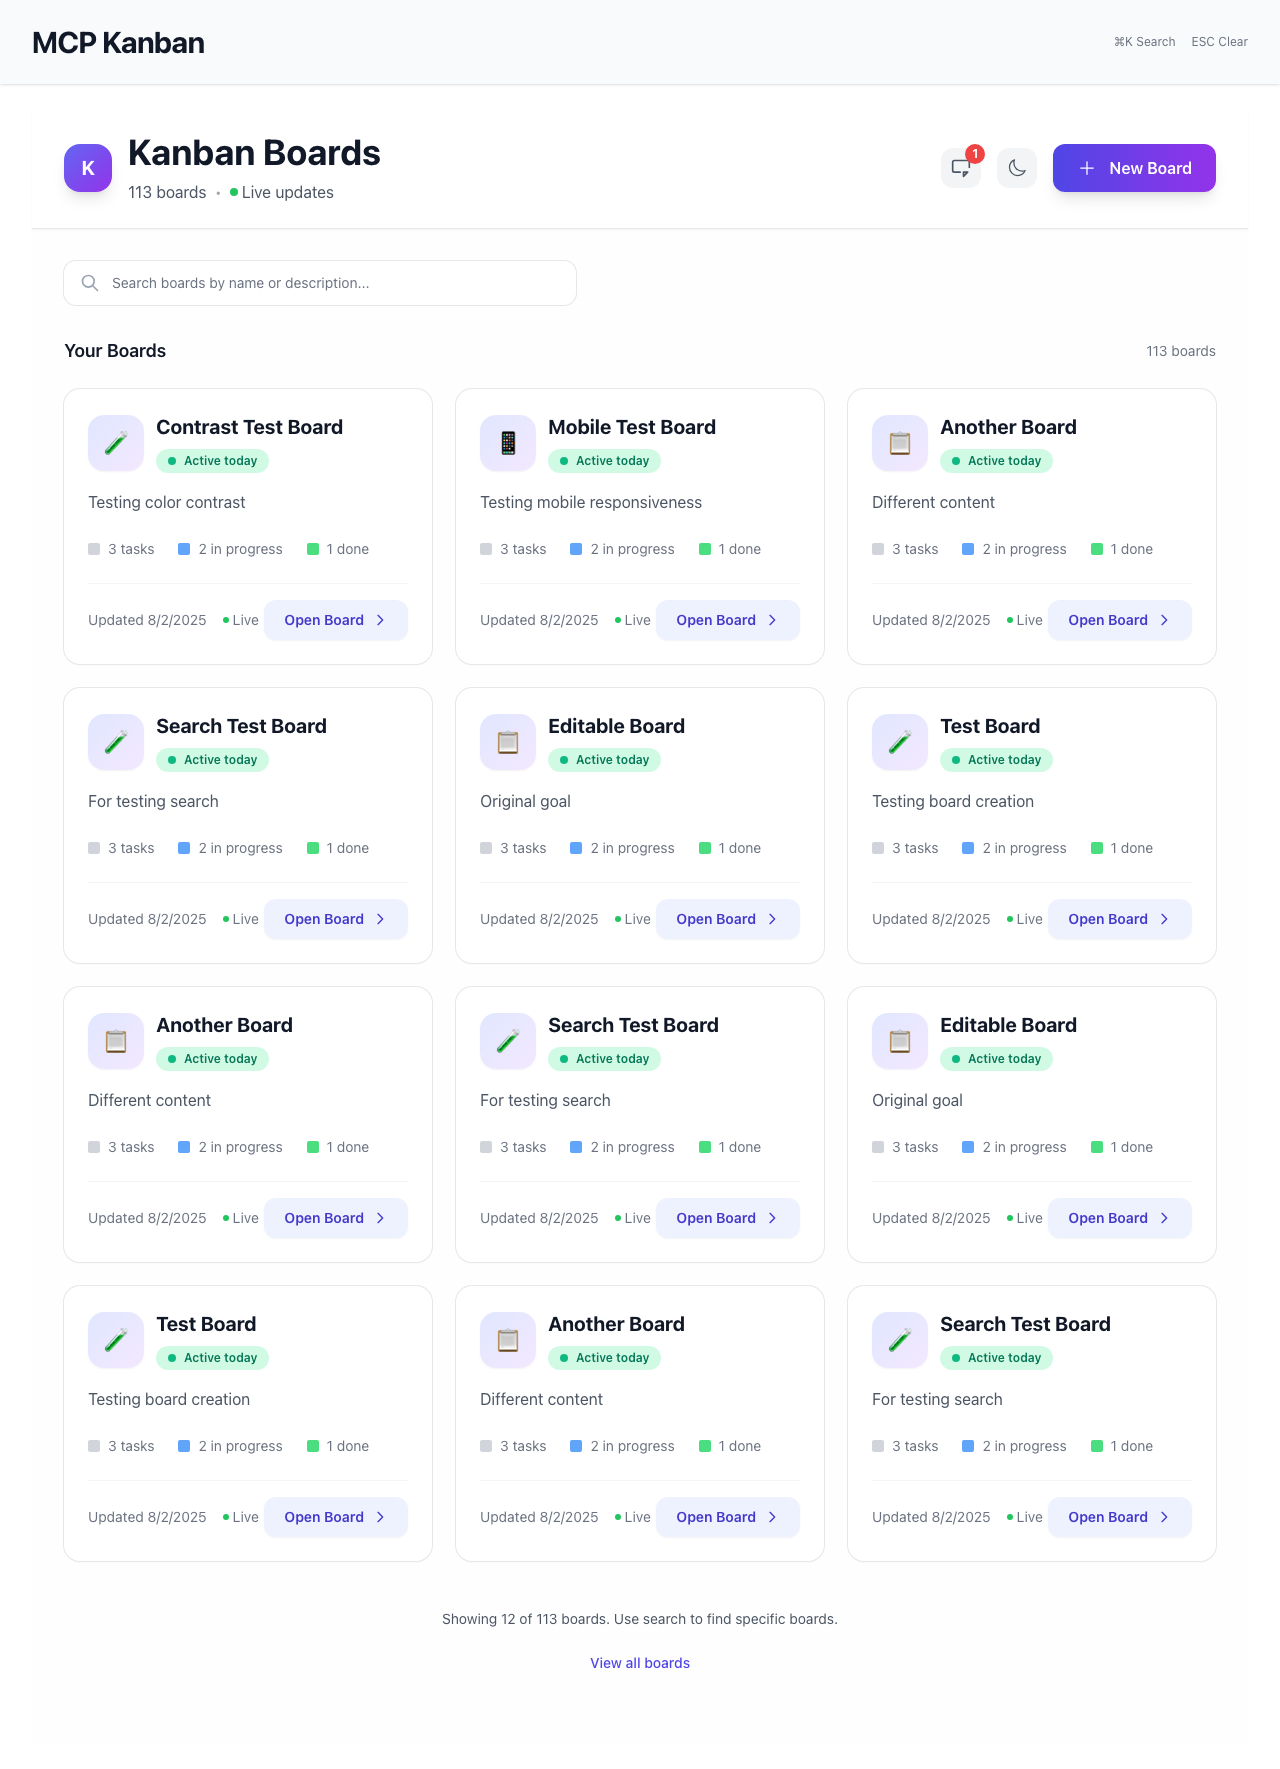 MCP Kanban
⌘K Search ESC Clear
K
Kanban Boards
113 boards • Live updates
1
New Board
Search boards by name or description...
Your Boards
113 boards
Contrast Test Board
Active today
Testing color contrast
3 tasks 2 in progress 1 done
Updated 8/2/2025 Live Open Board
Mobile Test Board
Active today
Testing mobile responsiveness
3 tasks 2 in progress 1 done
Updated 8/2/2025 Live Open Board
Another Board
Active today
Different content
3 tasks 2 in progress 1 done
Updated 8/2/2025 Live Open Board
Search Test Board
Active today
For testing search
3 tasks 2 in progress 1 done
Updated 8/2/2025 Live Open Board
Editable Board
Active today
Original goal
3 tasks 2 in progress 1 done
Updated 8/2/2025 Live Open Board
Test Board
Active today
Testing board creation
3 tasks 2 in progress 1 done
Updated 8/2/2025 Live Open Board
Another Board
Active today
Different content
3 tasks 2 in progress 1 done
Updated 8/2/2025 Live Open Board
Search Test Board
Active today
For testing search
3 tasks 2 in progress 1 done
Updated 8/2/2025 Live Open Board
Editable Board
Active today
Original goal
3 tasks 2 in progress 1 done
Updated 8/2/2025 Live Open Board
Test Board
Active today
Testing board creation
3 tasks 2 in progress 1 done
Updated 8/2/2025 Live Open Board
Another Board
Active today
Different content
3 tasks 2 in progress 1 done
Updated 8/2/2025 Live Open Board
Search Test Board
Active today
For testing search
3 tasks 2 in progress 1 done
Updated 8/2/2025 Live Open Board
Showing 12 of 113 boards. Use search to find specific boards.
View all boards